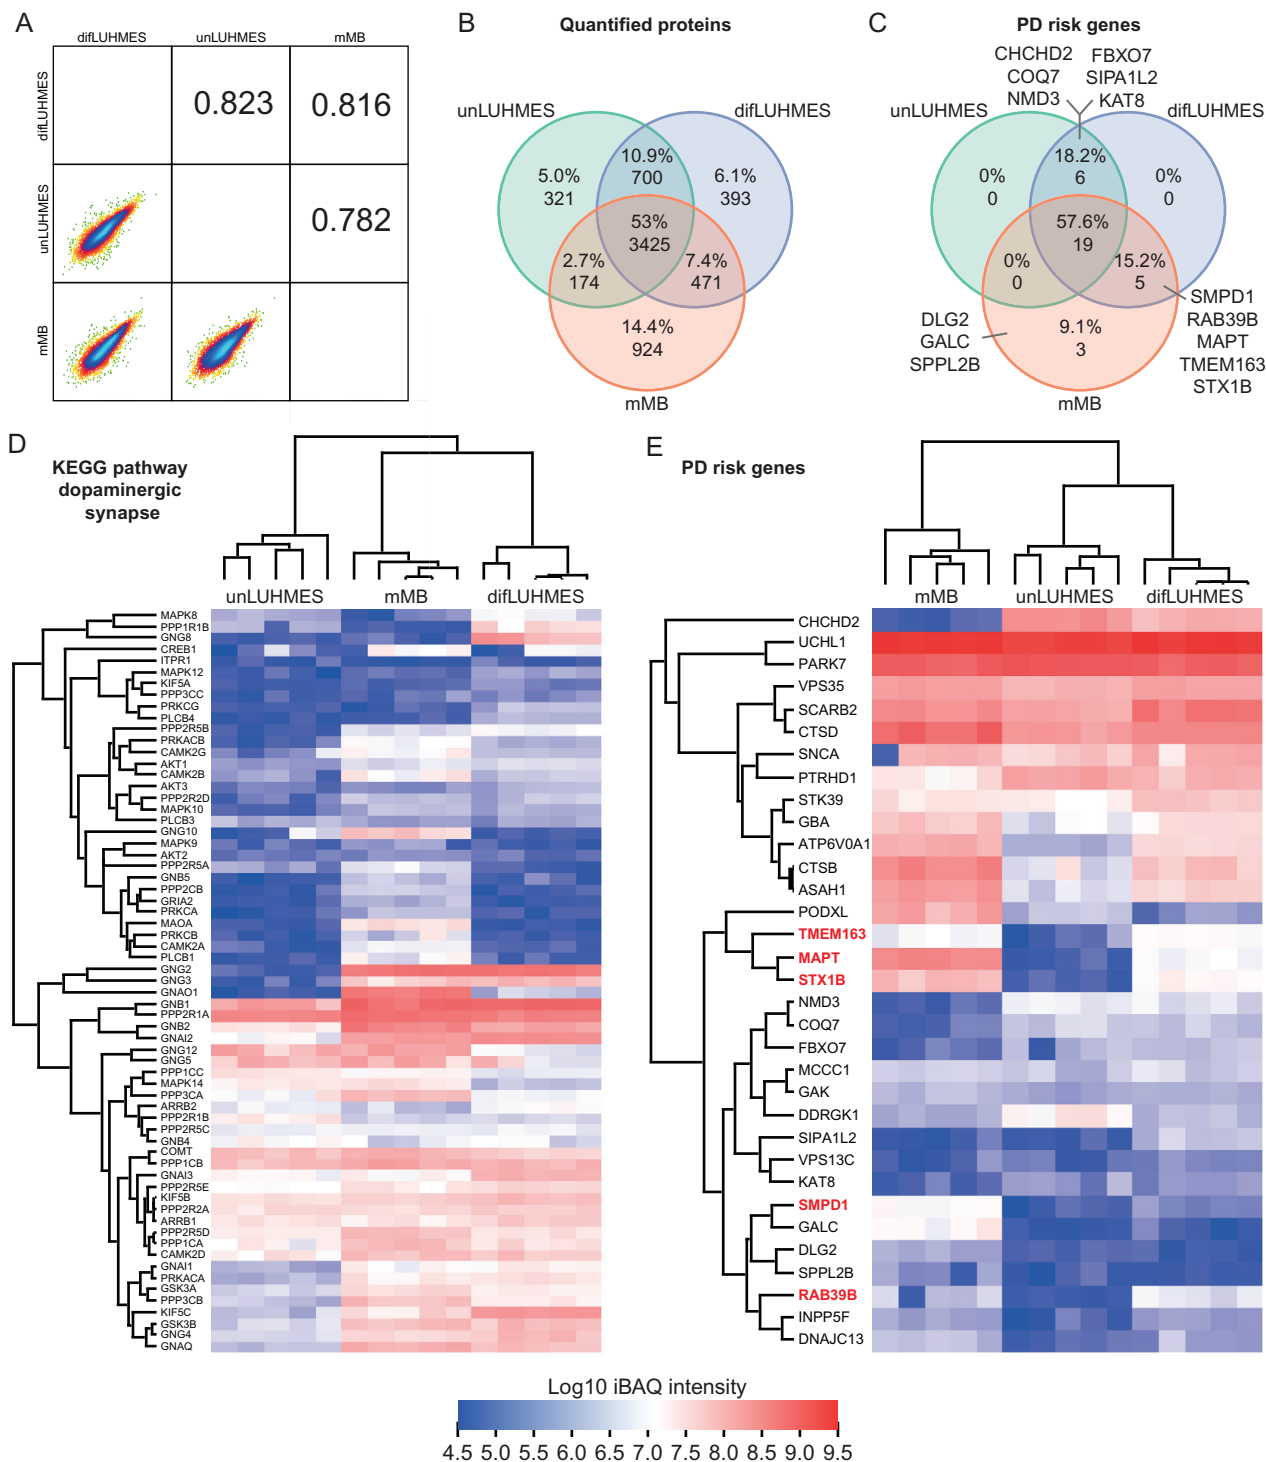 A
difLUHMES
unLUHMES
mMB
difLUHMES
0.823
0.816
unLUHMES
0.782
mMB
B
Quantified proteins
unLUHMES
difLUHMES
10.9%
700
5.0%
321
6.1%
393
53%
3425
2.7%
174
7.4%
471
14.4%
924
mMB
C
PD risk genes
CHCHD2
COQ7
NMD3
FBXO7
SIPA1L2
KAT8
unLUHMES
difLUHMES
18.2%
6
0%
0
0%
0
57.6%
19
0%
0
15.2%
5
DLG2
GALC
SPPL2B
9.1%
3
SMPD1
RAB39B
MAPT
TMEM163
STX1B
mMB
D
KEGG pathway
dopaminergic
synapse
unLUHMES
mMB
difLUHMES
MAPK8
PPP1R1B
GNG8
CREB1
ITPR1
MAPK12
KIF5A
PPP3CC
PRKCG
PLCB4
PPP2R5B
PRKACB
CAMK2G
AKT1
CAMK2B
AKT3
PPP2R2D
MAPK10
PLCB3
GNG10
MAPK9
AKT2
PPP2R5A
GNB5
PPP2CB
GRIA2
PRKCA
MAOA
PRKCB
CAMK2A
PLCB1
GNG2
GNG3
GNAO1
GNB1
PPP2R1A
GNB2
GNAI2
GNG12
GNG5
PPP1CC
MAPK14
PPP3CA
ARRB2
PPP2R1B
PPP2R5C
GNB4
COMT
PPP1CB
GNAI3
PPP2R5E
KIF5B
PPP2R2A
ARRB1
PPP2R5D
PPP1CA
CAMK2D
GNAI1
PRKACA
GSK3A
PPP3CB
KIF5C
GSK3B
GNG4
GNAQ
E
PD risk genes
mMB
unLUHMES
difLUHMES
CHCHD2
UCHL1
PARK7
VPS35
SCARB2
CTSD
SNCA
PTRHD1
STK39
GBA
ATP6V0A1
CTSB
ASAH1
PODXL
TMEM163
MAPT
STX1B
NMD3
COQ7
FBXO7
MCCC1
GAK
DDRGK1
SIPA1L2
VPS13C
KAT8
SMPD1
GALC
DLG2
SPPL2B
RAB39B
INPP5F
DNAJC13
Log10 iBAQ intensity
4.5 5.0 5.5 6.0 6.5 7.0 7.5 8.0 8.5 9.0 9.5